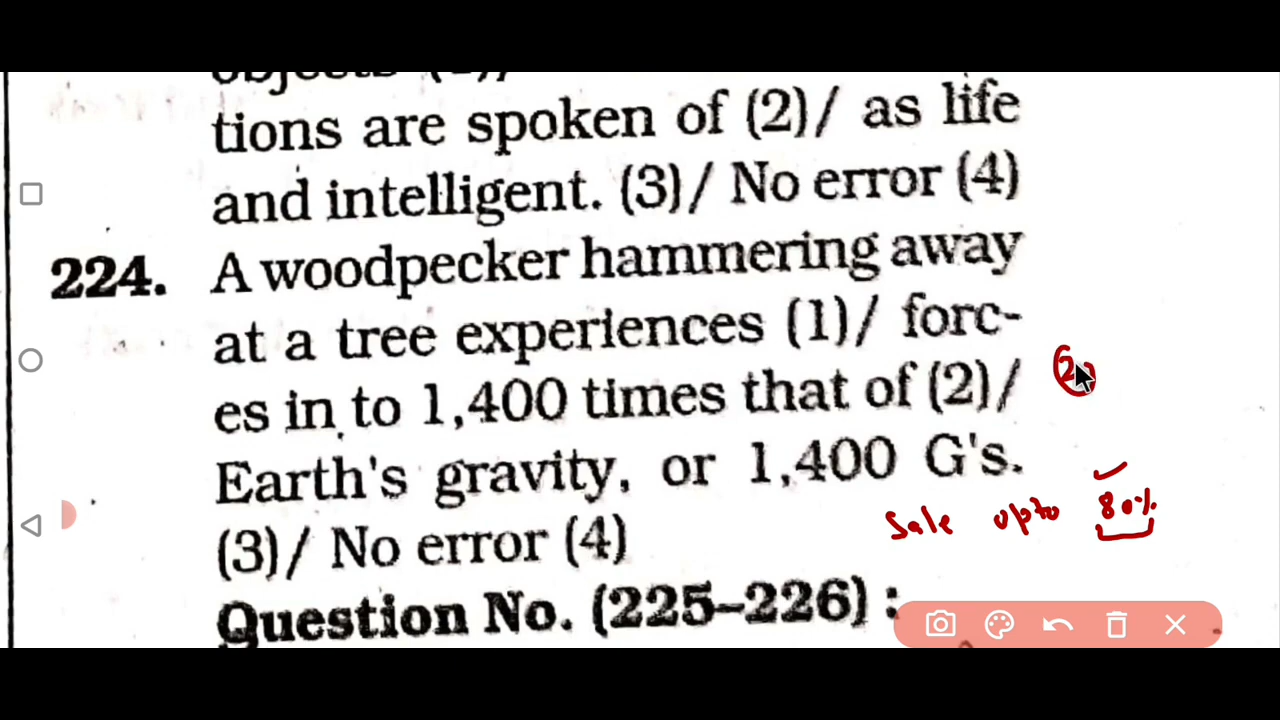 tions are spoken of (2)/ as life
and intelligent. (3)/ No error (4)
224. A woodpecker hammering away
at a tree experiences (1)/ forc-
es in to 1,400 times that of (2)/
Earth's gravity, or 1,400 G's.
(3)/ No error (4)
Sale upto 80%
Question No. (225–226) :